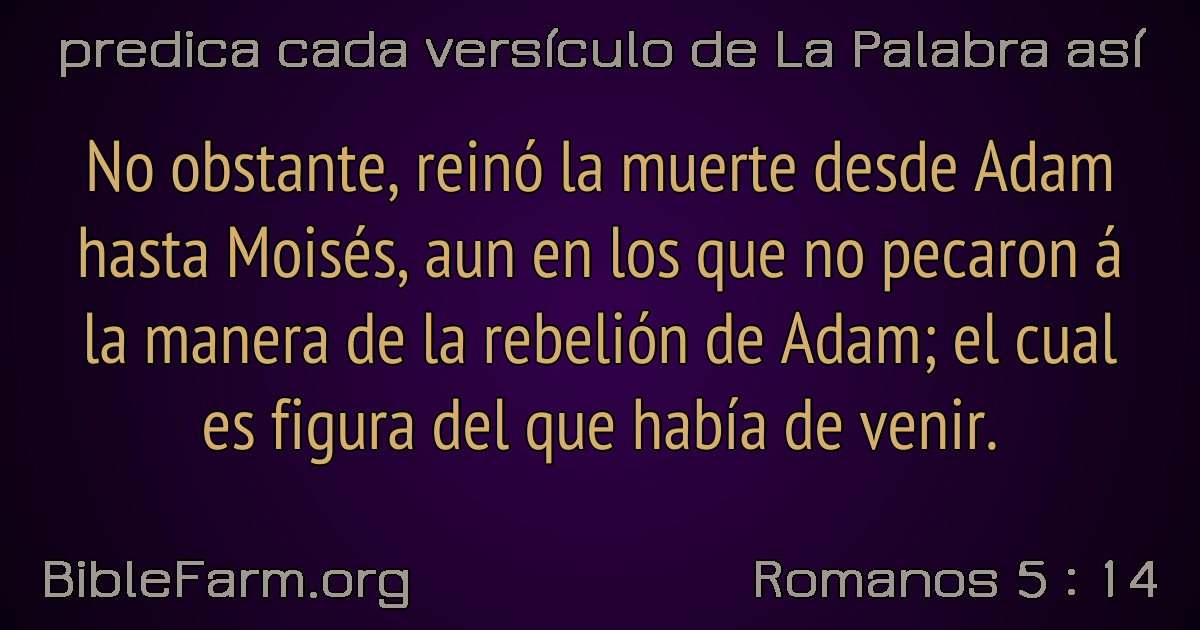 predica cada versículo de La Palabra así
No obstante, reinó la muerte desde Adam
hasta Moisés, aun en los que no pecaron á
la manera de la rebelión de Adam; el cual
es figura del que había de venir.
BibleFarm.org
Romanos 5 : 14